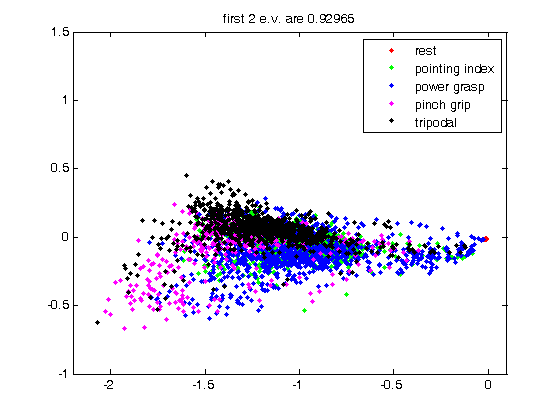 first 2 e.v. are 0.92965
1.5
rest
pointing index
power grasp
pinch grip
tripodal
1
0.5
0
-0.5
-1
-2 -1.5 -1 -0.5 0